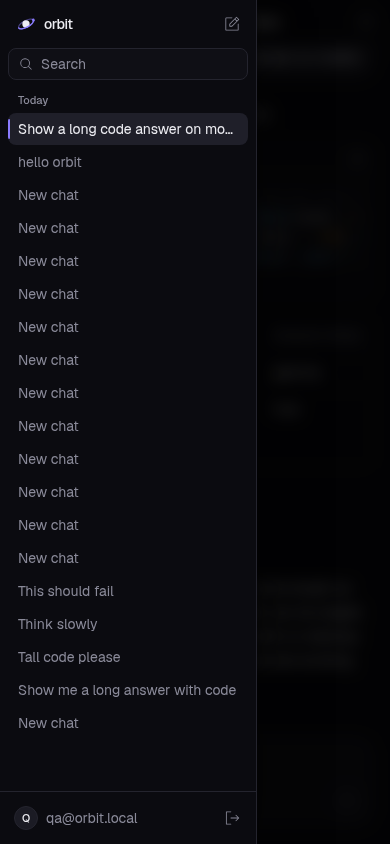 orbit
Search
Today
Show a long code answer on mo...
hello orbit
New chat
New chat
New chat
New chat
New chat
New chat
New chat
New chat
New chat
New chat
New chat
New chat
This should fail
Think slowly
Tall code please
Show me a long answer with code
New chat
Q qa@orbit.local